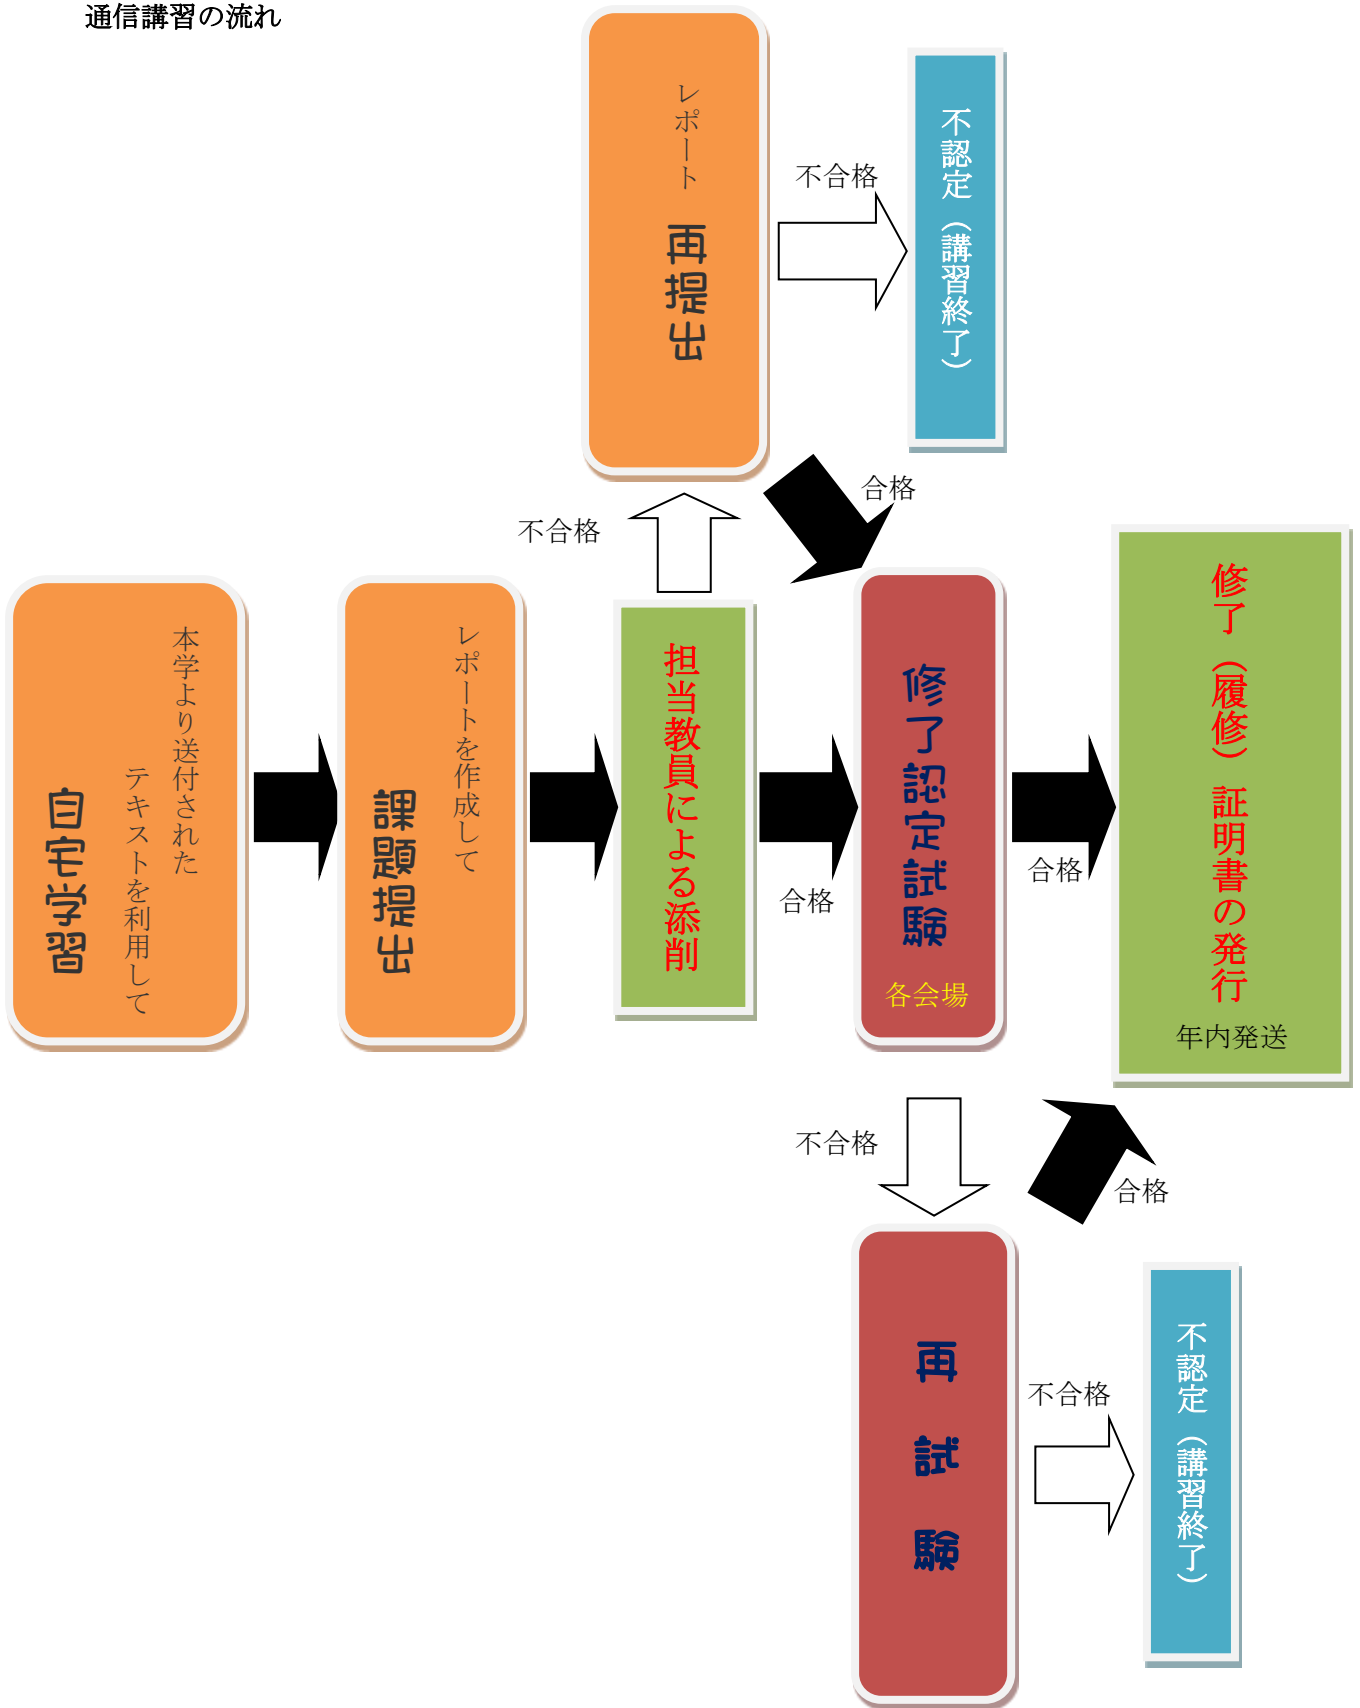 通信講習の流れ
レポート
再提出
不合格
不認定（講習終了）
合格
不合格
本学より送付された
テキストを利用して
自宅学習
レポートを作成して
課題提出
担当教員による添削
合格
修了認定試験
各会場
合格
修了（履修）証明書の発行
年内発送
不合格
合格
再試験
不合格
不認定（講習終了）